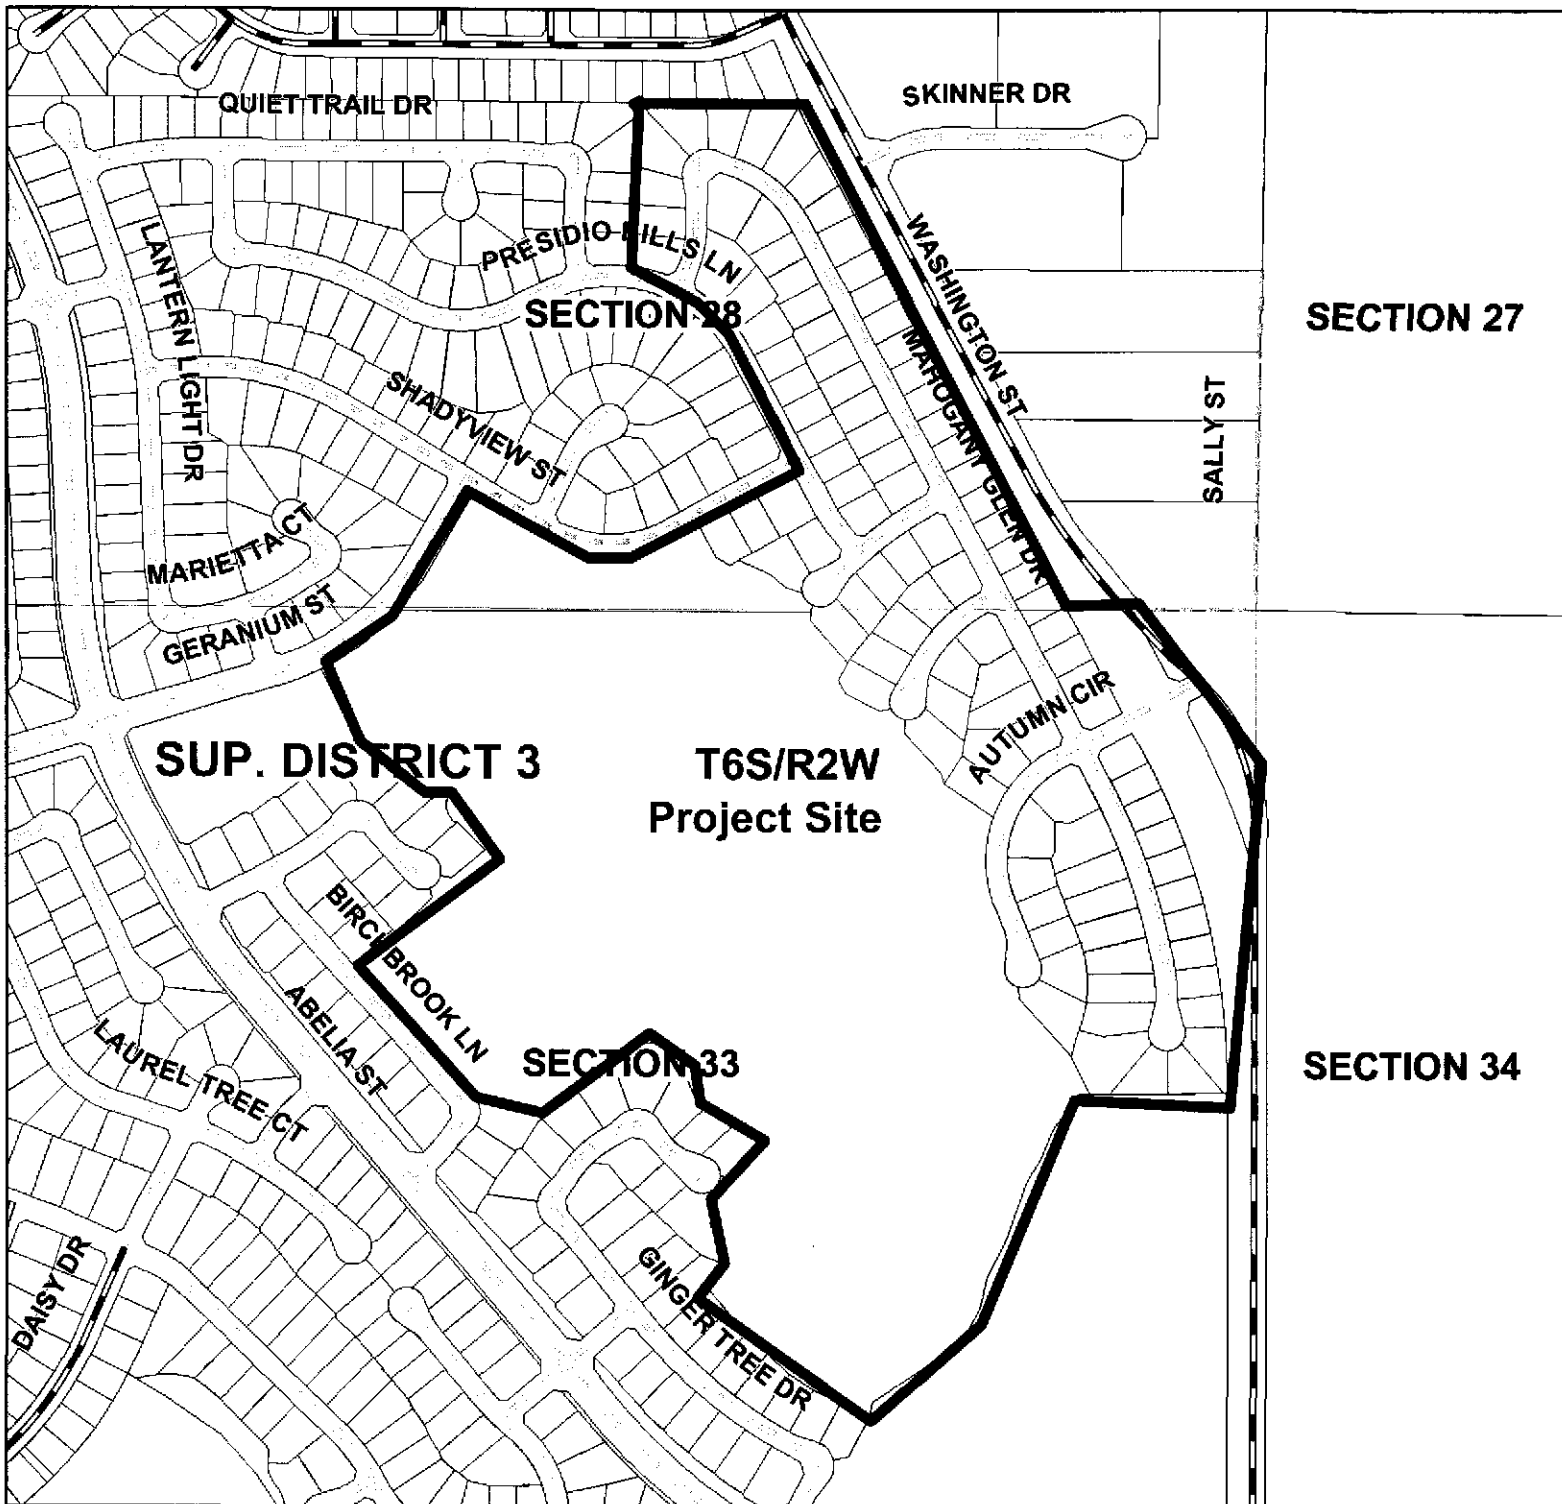 QUIET TRAIL DR
SKINNER DR
LANTERN LIGHT DR
PRESIDIO HILLS LN
WASHINGTON ST
SECTION 28
SECTION 27
MAHOGANY GLEN DR
SHADYVIEW ST
SALLY ST
MARIETTA CT
GERANIUM ST
AUTUMN CIR
SUP. DISTRICT 3
T6S/R2W
Project Site
BIRCHBROOK LN
ABELIA ST
LAUREL TREE CT
SECTION 33
SECTION 34
DAISY DR
GINGER TREE DR